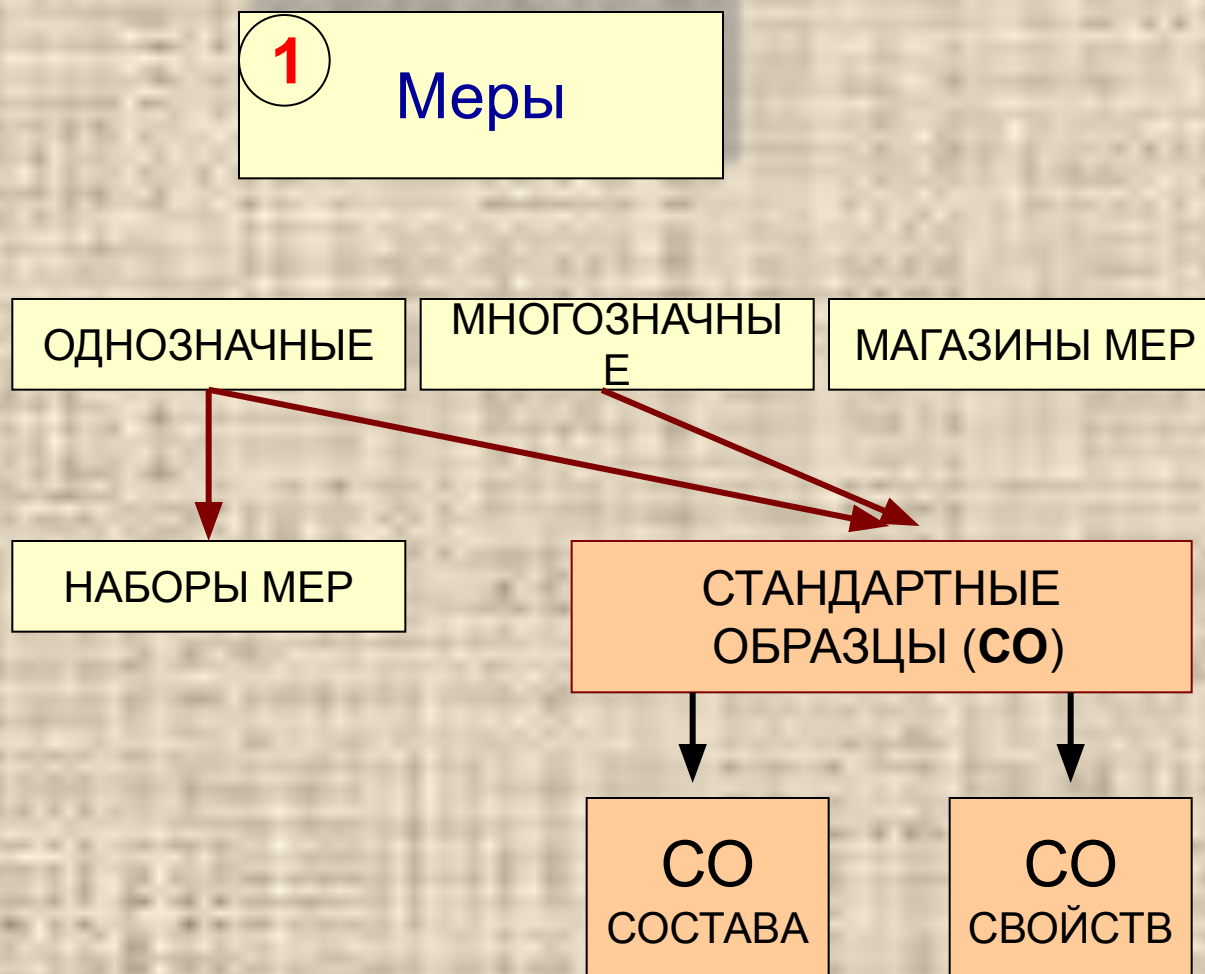 1
Меры
ОДНОЗНАЧНЫЕ
МНОГОЗНАЧНЫ
Е
МАГАЗИНЫ МЕР
НАБОРЫ МЕР
СТАНДАРТНЫЕ
ОБРАЗЦЫ (СО)
СО
СОСТАВА
СО
СВОЙСТВ